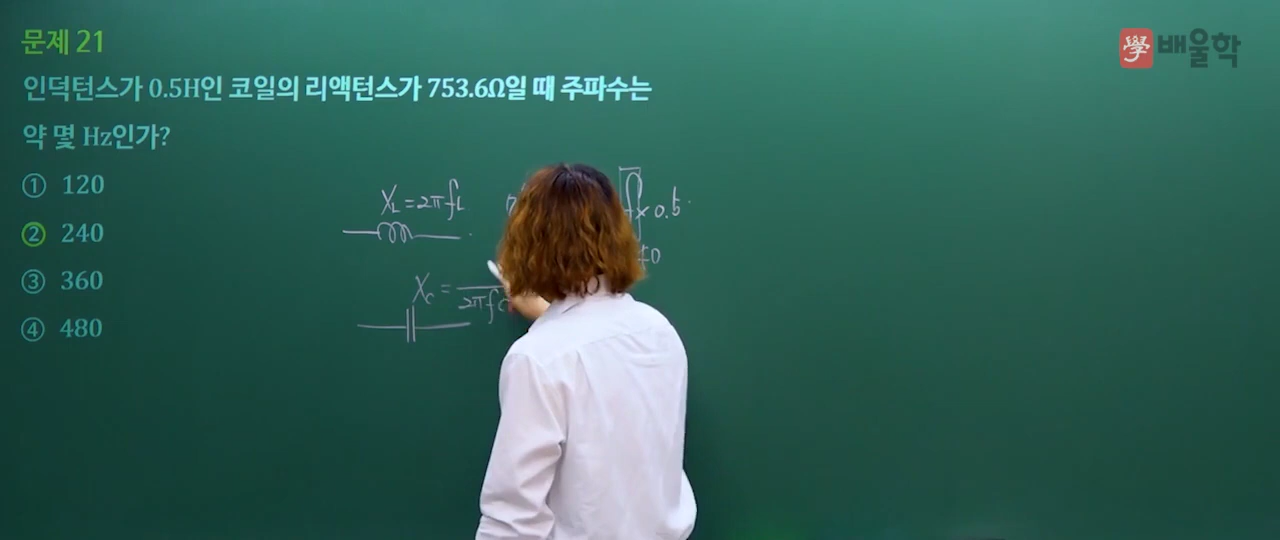 문제 21
學 배울학
인덕턴스가 0.5H인 코일의 리액턴스가 753.6Ω일 때 주파수는
약 몇 Hz인가?
① 120
② 240
③ 360
④ 480
X_L = 2πfL
f × 0.5
X_C =
2πfC